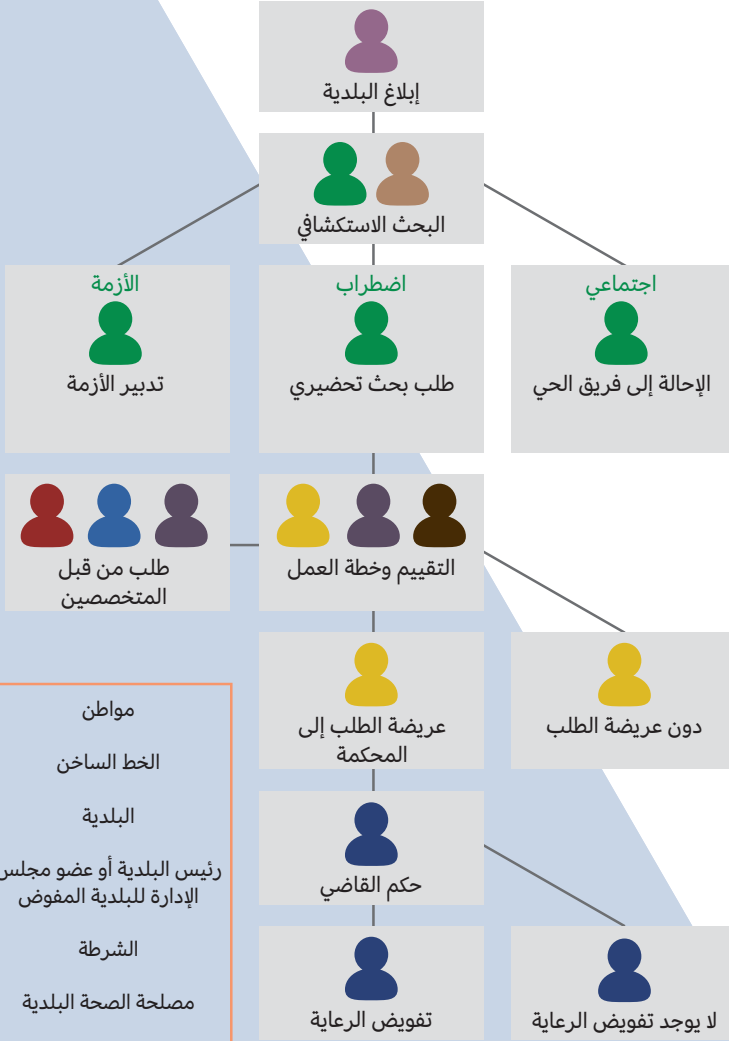 إبلاغ البلدية
البحث الاستكشافي
اجتماعي
الإحالة إلى فريق الحي
اضطراب
طلب بحث تحضيري
الأزمة
تدبير الأزمة
التقييم وخطة العمل
طلب من قبل
المتخصصين
دون عريضة الطلب
عريضة الطلب إلى
المحكمة
حكم القاضي
لا يوجد تفويض الرعاية
تفويض الرعاية
مواطن
الخط الساخن
البلدية
رئيس البلدية أو عضو مجلس
الإدارة للبلدية المفوض
الشرطة
مصلحة الصحة البلدية